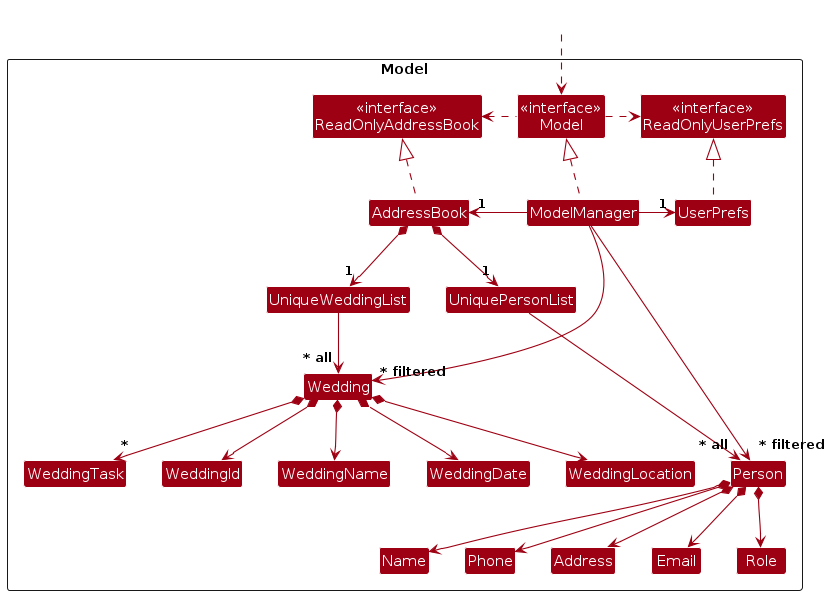 Model
«interface»
ReadOnlyAddressBook
«interface»
Model
«interface»
ReadOnlyUserPrefs
AddressBook
1
ModelManager
1
UserPrefs
1
1
UniqueWeddingList
UniquePersonList
* all
* filtered
Wedding
*
* all
* filtered
WeddingTask
WeddingId
WeddingName
WeddingDate
WeddingLocation
Person
Name
Phone
Address
Email
Role